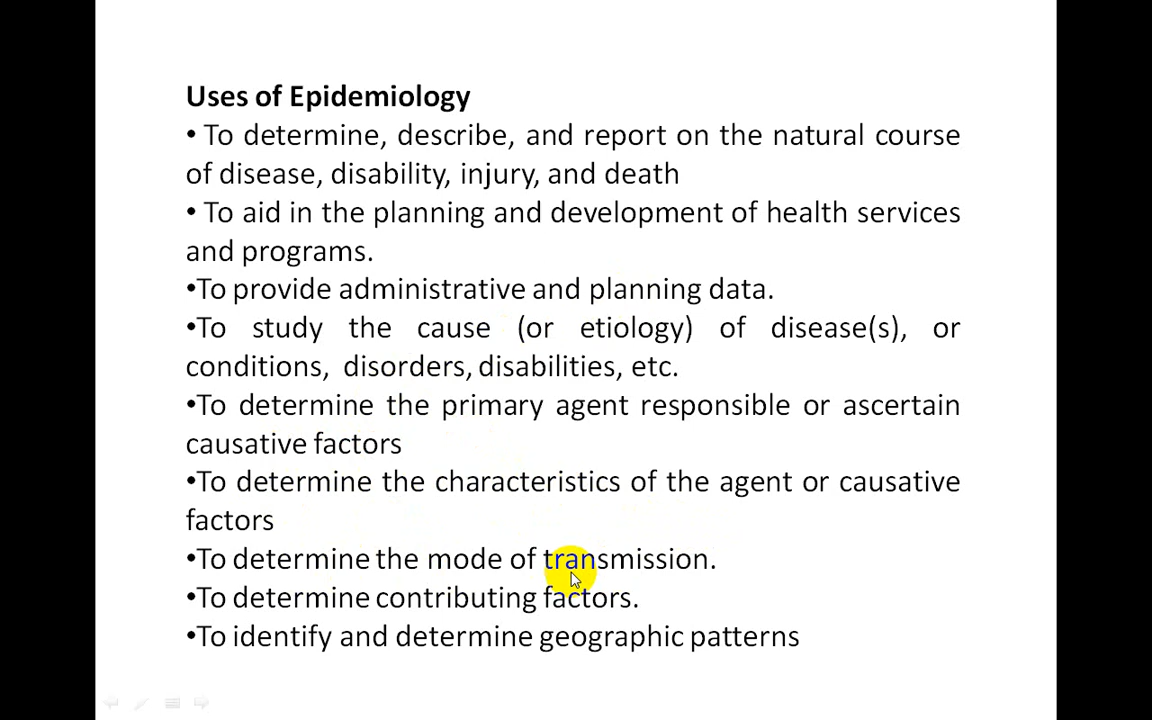 Uses of Epidemiology
• To determine, describe, and report on the natural course
of disease, disability, injury, and death
• To aid in the planning and development of health services
and programs.
•To provide administrative and planning data.
•To study the cause (or etiology) of disease(s), or
conditions, disorders, disabilities, etc.
•To determine the primary agent responsible or ascertain
causative factors
•To determine the characteristics of the agent or causative
factors
•To determine the mode of transmission.
•To determine contributing factors.
•To identify and determine geographic patterns